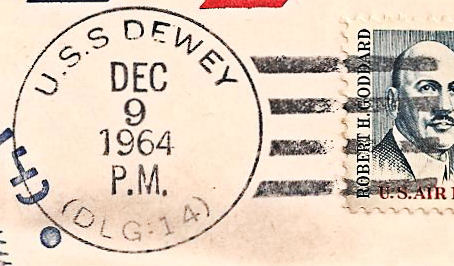 U.S.S DEWEY
DEC
9
1964
P.M.
(DLG-14)
ROBERT H. GODDARD
U.S. AIR